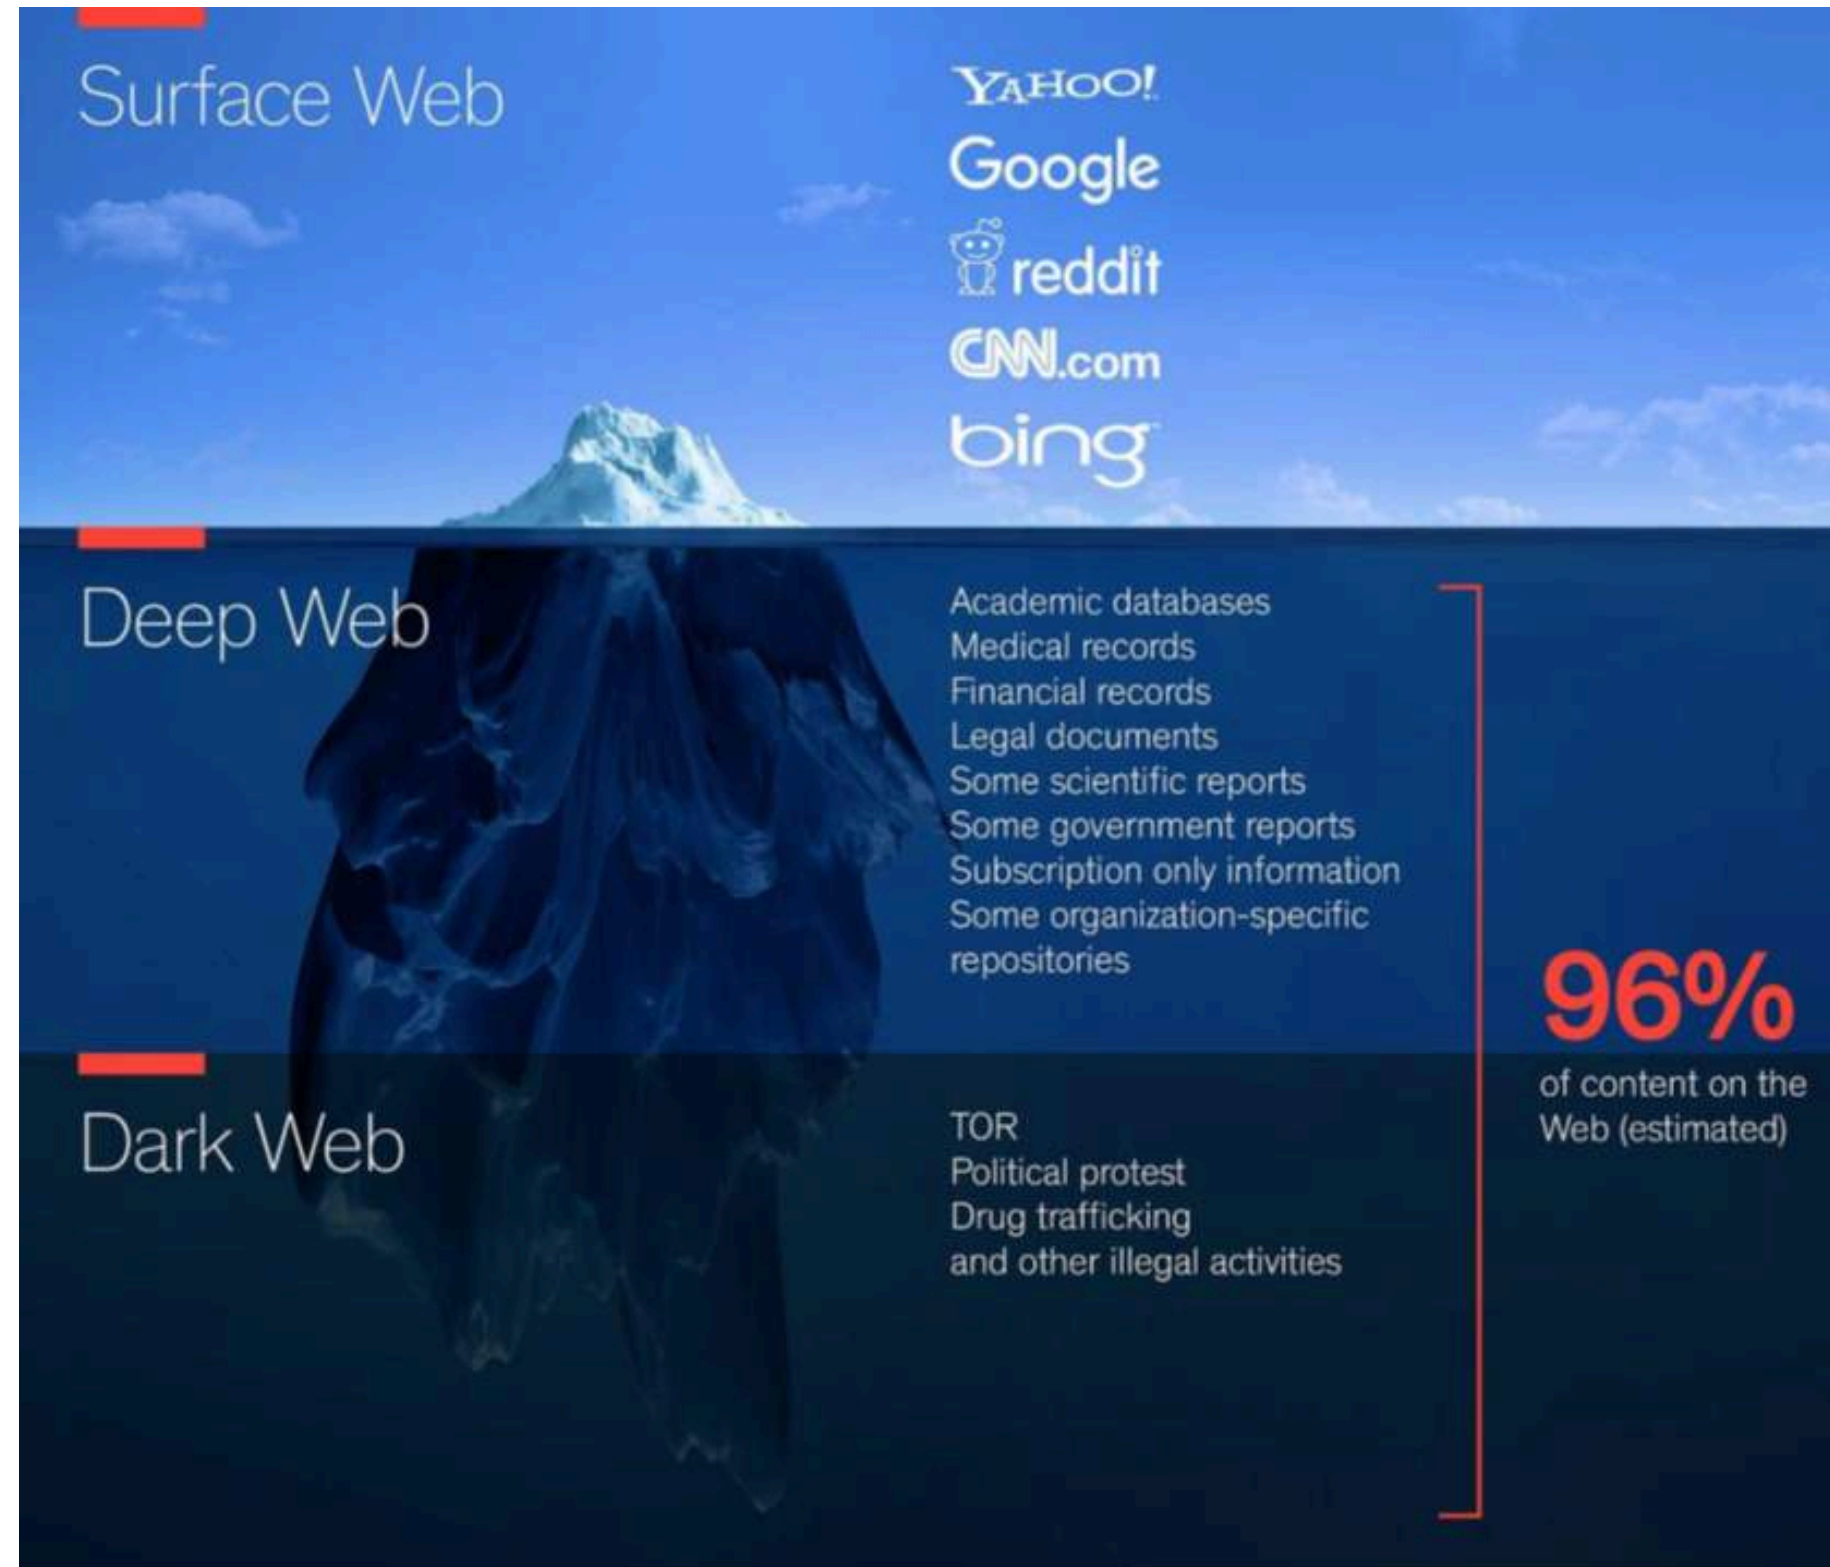 Surface Web
YAHOO!
Google
reddit
CNN.com
bing
Deep Web
Academic databases
Medical records
Financial records
Legal documents
Some scientific reports
Some government reports
Subscription only information
Some organization-specific
repositories
96%
of content on the
Web (estimated)
Dark Web
TOR
Political protest
Drug trafficking
and other illegal activities